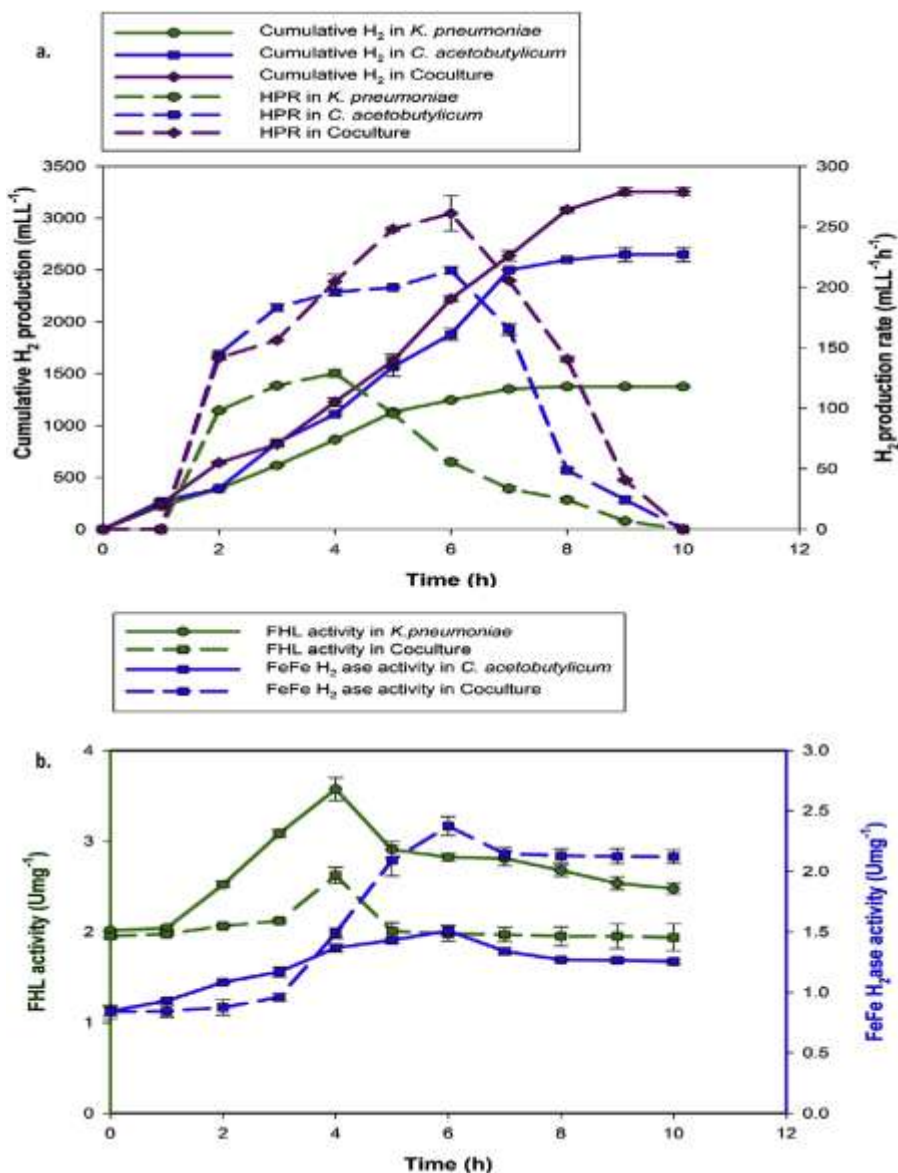 a.
Cumulative H₂ in K. pneumoniae
Cumulative H₂ in C. acetobutylicum
Cumulative H₂ in Coculture
HPR in K. pneumoniae
HPR in C. acetobutylicum
HPR in Coculture
Cumulative H₂ production (mLL⁻¹)
3500
3000
2500
2000
1500
1000
500
0
H₂ production rate (mLL⁻¹h⁻¹)
300
250
200
150
100
50
0
0 2 4 6 8 10 12
Time (h)
FHL activity in K.pneumoniae
FHL activity in Coculture
FeFe H₂ ase activity in C. acetobutylicum
FeFe H₂ ase activity in Coculture
b.
FHL activity (Umg⁻¹)
4
3
2
1
0
FeFe H₂ase activity (Umg⁻¹)
3.0
2.5
2.0
1.5
1.0
0.5
0.0
0 2 4 6 8 10 12
Time (h)